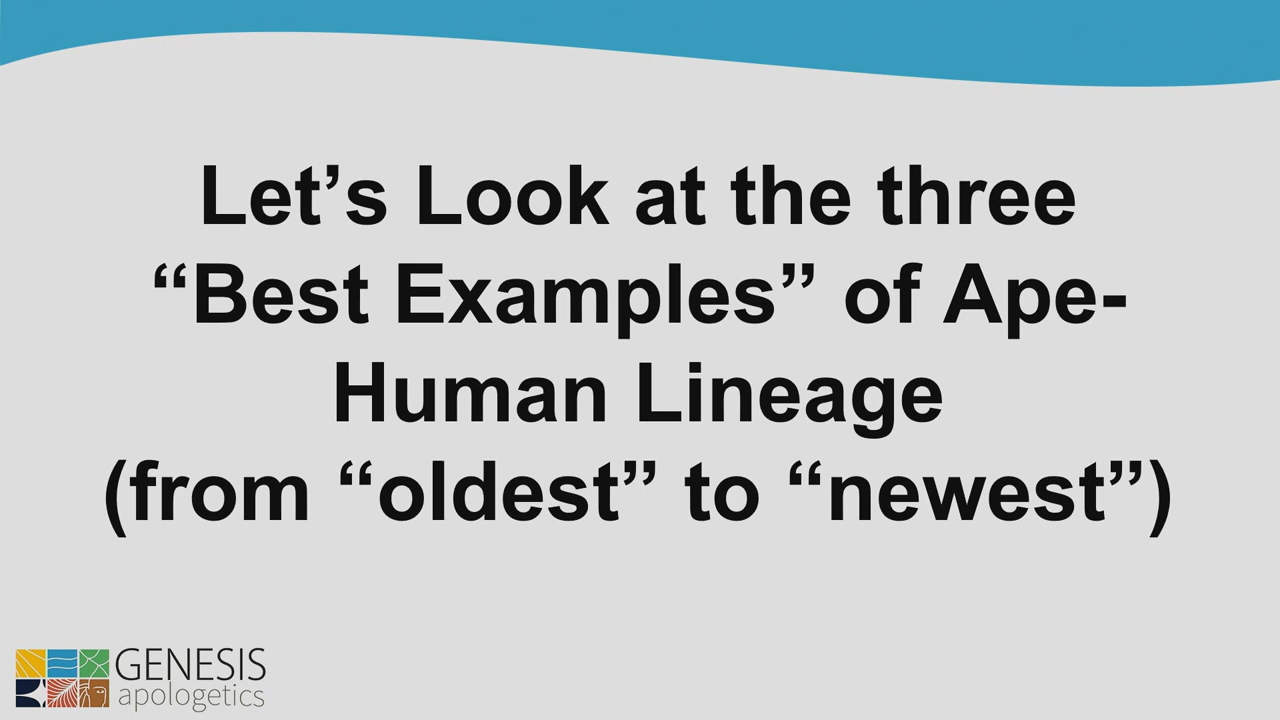 Let’s Look at the three
“Best Examples” of Ape-
Human Lineage
(from “oldest” to “newest”)
GENESIS
apologetics